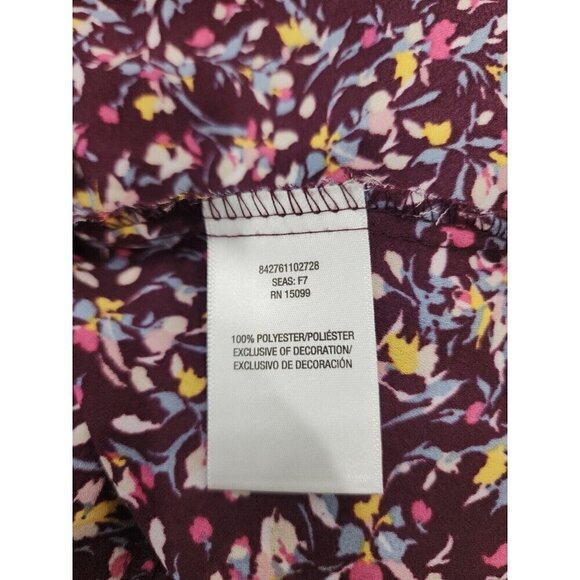 842761102728
SEAS: F7
RN 15099
100% POLYESTER/POLIÉSTER
EXCLUSIVE OF DECORATION/
EXCLUSIVO DE DECORACIÓN